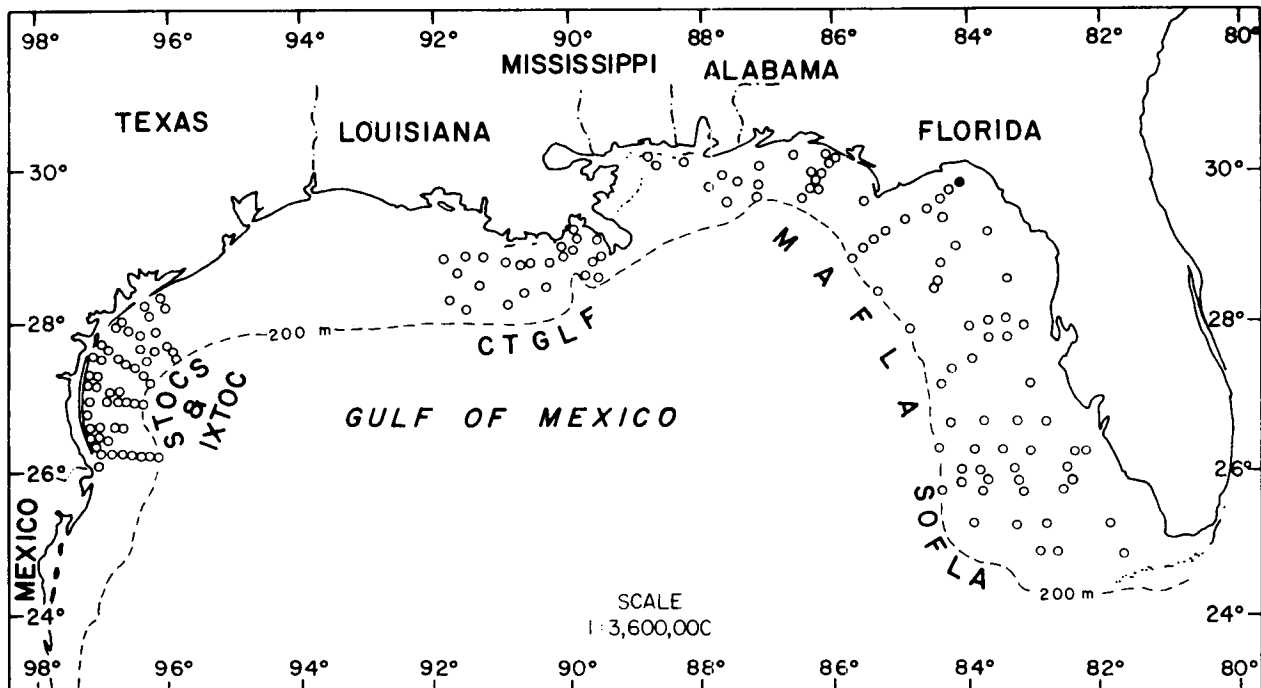 98° 96° 94° 92° 90° 88° 86° 84° 82° 80°
MISSISSIPPI ALABAMA
TEXAS LOUISIANA FLORIDA
30° 30°
28° 200 m 28°
CTGLF
MAFLA
STOCS & IXTOC
GULF OF MEXICO
26° 26°
SOFLA
MEXICO
SCALE
1:3,600,00C
200 m
24° 24°
98° 96° 94° 92° 90° 88° 86° 84° 82° 80°